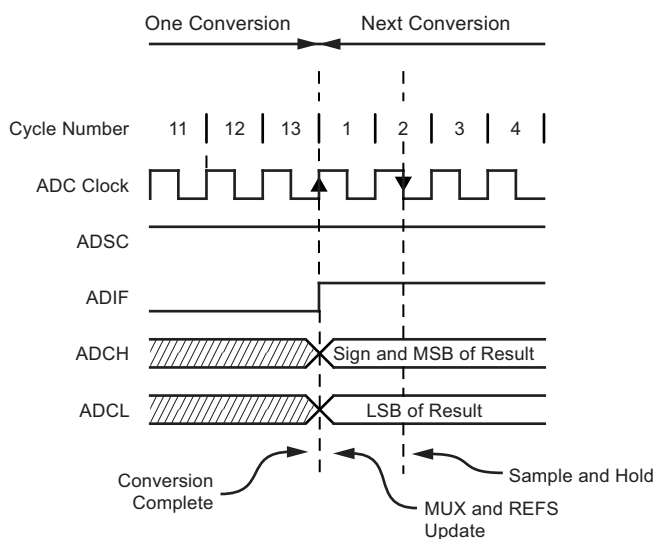 One Conversion Next Conversion
Cycle Number 11 12 13 1 2 3 4
ADC Clock
ADSC
ADIF
ADCH Sign and MSB of Result
ADCL LSB of Result
Conversion
Complete
Sample and Hold
MUX and REFS
Update